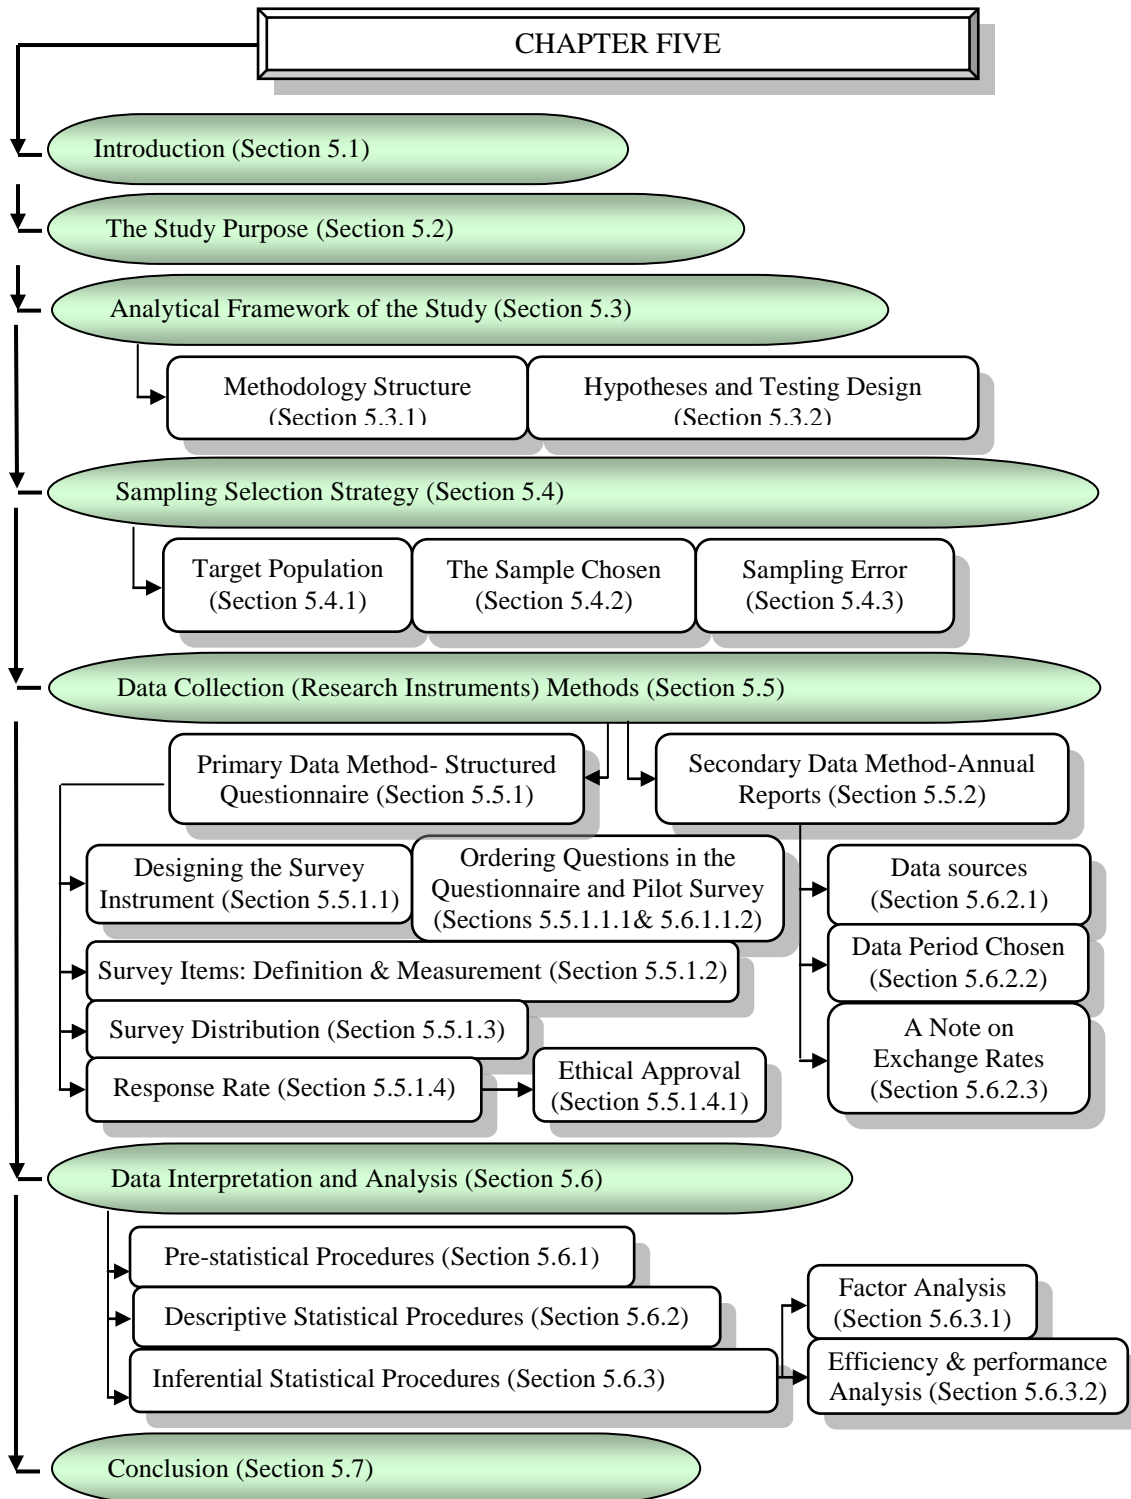 CHAPTER FIVE
Introduction (Section 5.1)
The Study Purpose (Section 5.2)
Analytical Framework of the Study (Section 5.3)
Methodology Structure
(Section 5.3.1)
Hypotheses and Testing Design
(Section 5.3.2)
Sampling Selection Strategy (Section 5.4)
Target Population
(Section 5.4.1)
The Sample Chosen
(Section 5.4.2)
Sampling Error
(Section 5.4.3)
Data Collection (Research Instruments) Methods (Section 5.5)
Primary Data Method- Structured
Questionnaire (Section 5.5.1)
Secondary Data Method-Annual
Reports (Section 5.5.2)
Designing the Survey
Instrument (Section 5.5.1.1)
Ordering Questions in the
Questionnaire and Pilot Survey
(Sections 5.5.1.1.1& 5.6.1.1.2)
Survey Items: Definition & Measurement (Section 5.5.1.2)
Survey Distribution (Section 5.5.1.3)
Response Rate (Section 5.5.1.4)
Ethical Approval
(Section 5.5.1.4.1)
Data sources
(Section 5.6.2.1)
Data Period Chosen
(Section 5.6.2.2)
A Note on
Exchange Rates
(Section 5.6.2.3)
Data Interpretation and Analysis (Section 5.6)
Pre-statistical Procedures (Section 5.6.1)
Descriptive Statistical Procedures (Section 5.6.2)
Inferential Statistical Procedures (Section 5.6.3)
Factor Analysis
(Section 5.6.3.1)
Efficiency & performance
Analysis (Section 5.6.3.2)
Conclusion (Section 5.7)